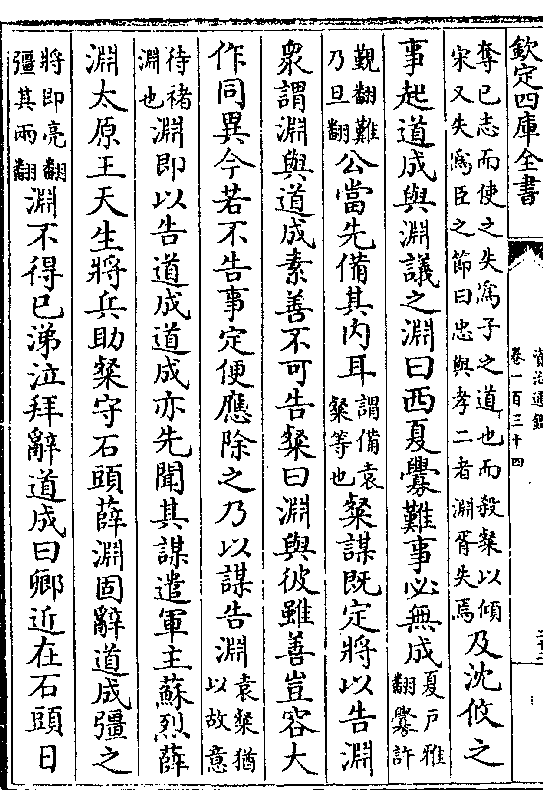 欽定四庫全書
資治通鑑
卷一百三十四
奪已志而使之失為子之道也而殺粲以傾
宋又失為臣之節曰忠與孝二者淵胥失焉
及沈攸之
事起道成與淵議之淵曰西夏釁難事必無成
夏戸雅
翻釁許
覲翻難
乃旦翻
公當先備其內耳
謂備袁
粲等也
粲謀既定將以告淵
衆謂淵與道成素善不可告粲曰淵與彼雖善豈容大
作同異今若不告事定便應除之乃以謀告淵
袁粲猶
以故意
待褚
淵也
淵即以告道成道成亦先聞其謀遣軍主蘇烈薛
淵太原王天生將兵助粲守石頭薛淵固辭道成彊之
將即亮翻
彊其兩翻
淵不得已涕泣拜辭道成曰卿近在石頭日